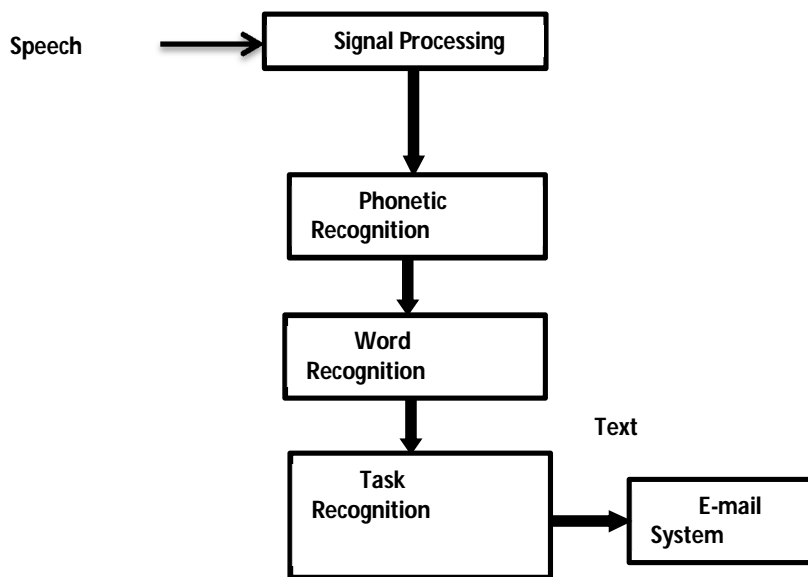 Speech
Signal Processing
Phonetic
Recognition
Word
Recognition
Text
Task
Recognition
E-mail
System